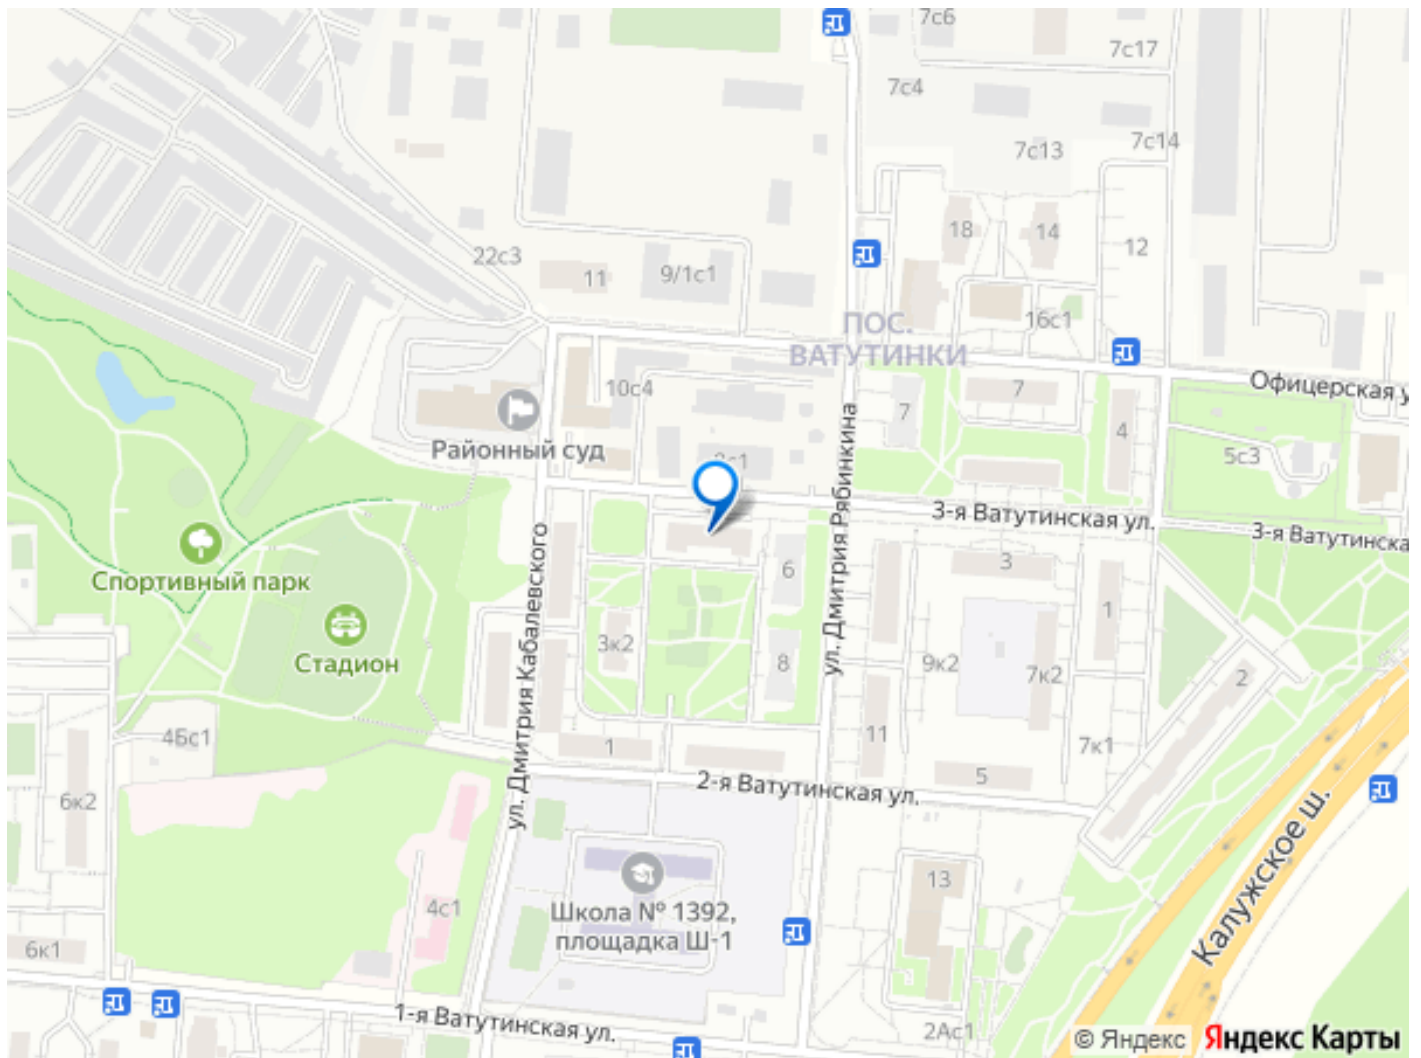 7с6
7с17
7с4
7с14
7с13
18
14
12
22с3
11
9/1с1
16с1
ПОС.
ВАТУТИНКИ
Офицерская у
10с4
7
7
4
Районный суд
5с3
ул. Дмитрия Рябинкина
3-я Ватутинская ул.
3-я Ватутинска
ул. Дмитрия Кабалевского
Спортивный парк
6
3
1
Стадион
3к2
8
9к2
7к2
2
4Бс1
1
11
7к1
5
2-я Ватутинская ул.
6к2
Калужское ш.
13
4с1
Школа № 1392,
площадка Ш-1
6к1
1-я Ватутинская ул.
2Ас1
© Яндекс Яндекс Карты